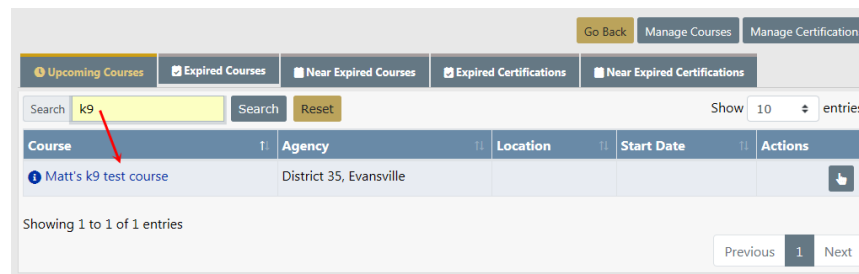 Go Back Manage Courses Manage Certification
Upcoming Courses Expired Courses Near Expired Courses Expired Certifications Near Expired Certifications
Search k9 Search Reset Show 10 entries
Course Agency Location Start Date Actions
Matt's k9 test course District 35, Evansville
Showing 1 to 1 of 1 entries
Previous 1 Next